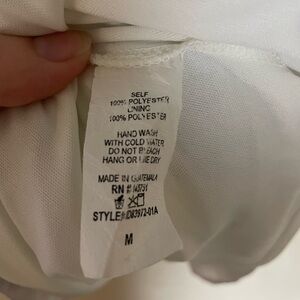 SELF
100% POLYESTER
LINING
100% POLYESTER
HAND WASH
WITH COLD WATER
DO NOT BLEACH
HANG OR LINE DRY
MADE IN GUATEMALA
RN #
STYLE#
M